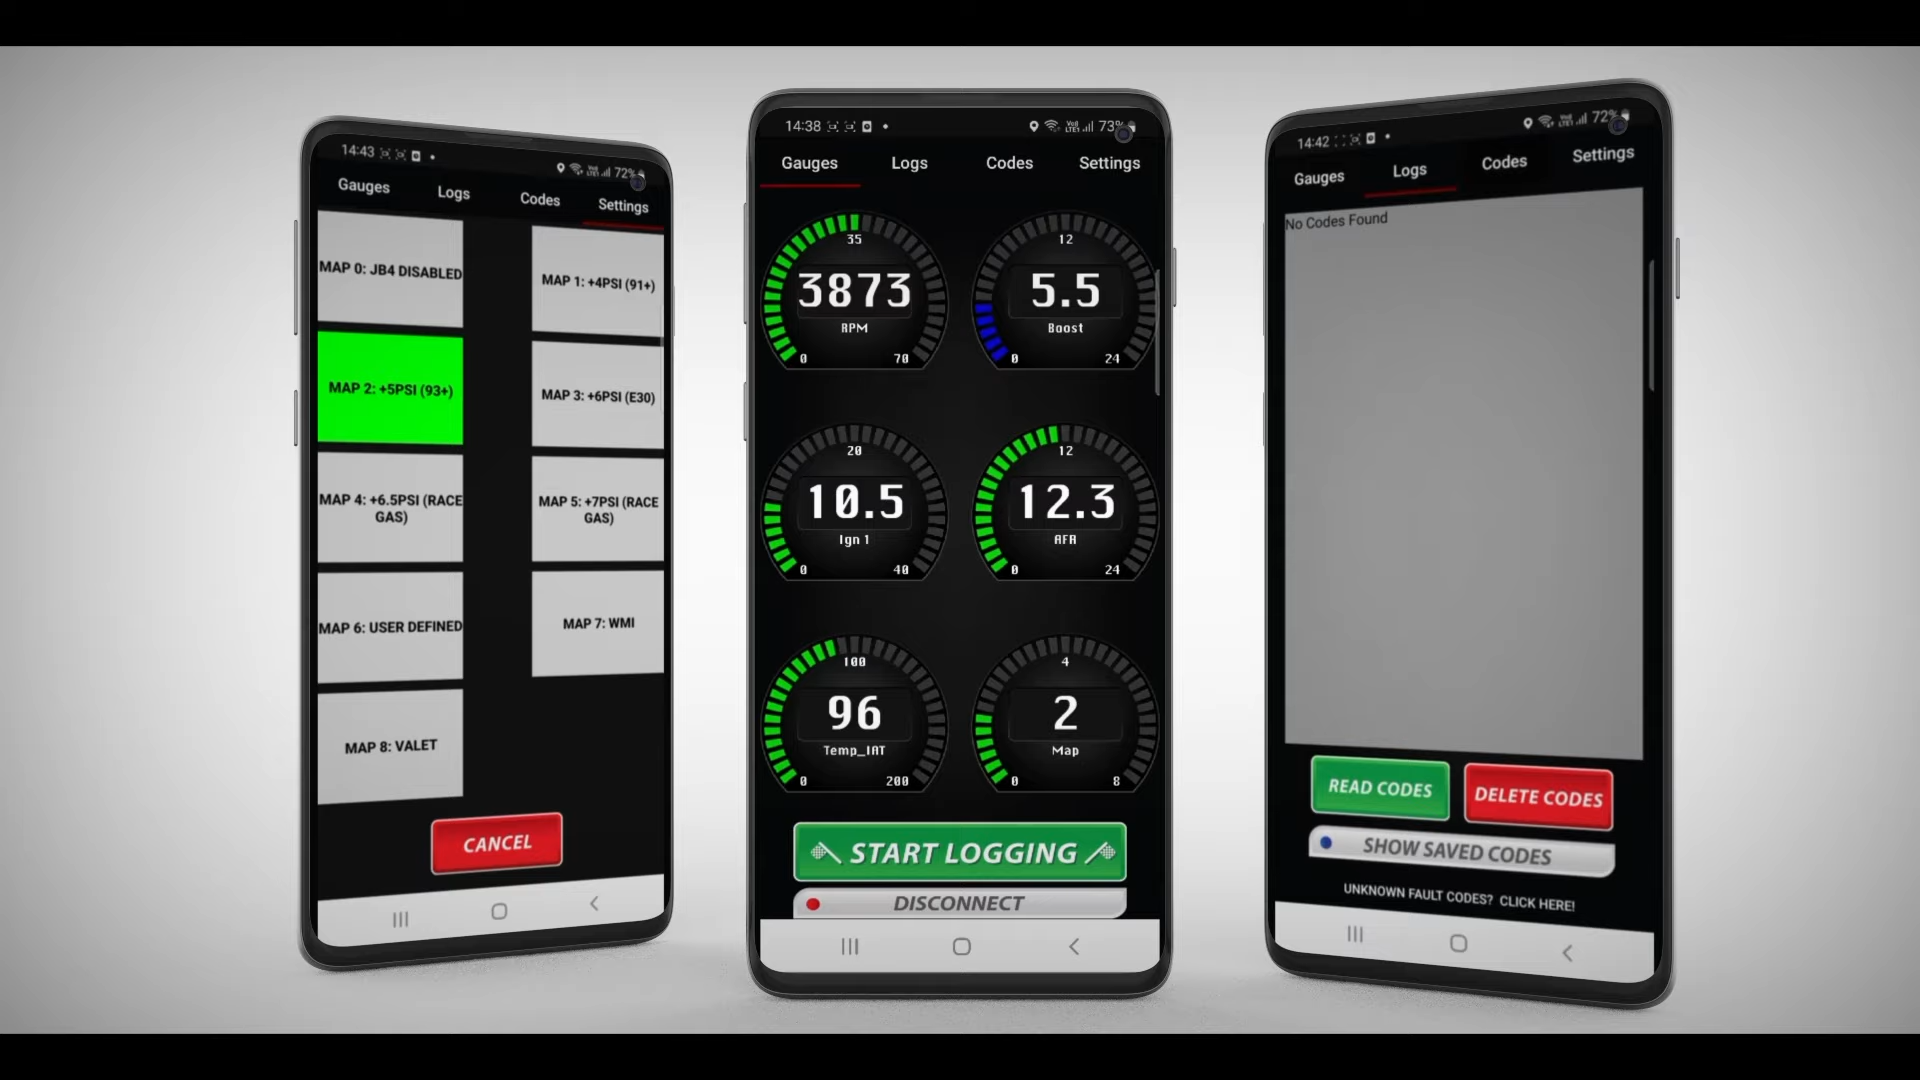 14:43
72%
Gauges
Logs
Codes
Settings
MAP 0: JB4 DISABLED
MAP 1: +4PSI (91+)
MAP 2: +5PSI (93+)
MAP 3: +6PSI (E30)
MAP 4: +6.5PSI (RACE
GAS)
MAP 5: +7PSI (RACE
GAS)
MAP 6: USER DEFINED
MAP 7: WMI
MAP 8: VALET
CANCEL
14:38
73%
Gauges
Logs
Codes
Settings
35
3873
RPM
0
70
12
5.5
Boost
0
24
20
10.5
Ign 1
0
40
12
12.3
AFR
0
24
100
96
Temp_IAT
0
200
4
2
Map
0
8
START LOGGING
DISCONNECT
14:42
72%
Gauges
Logs
Codes
Settings
No Codes Found
READ CODES
DELETE CODES
SHOW SAVED CODES
UNKNOWN FAULT CODES? CLICK HERE!